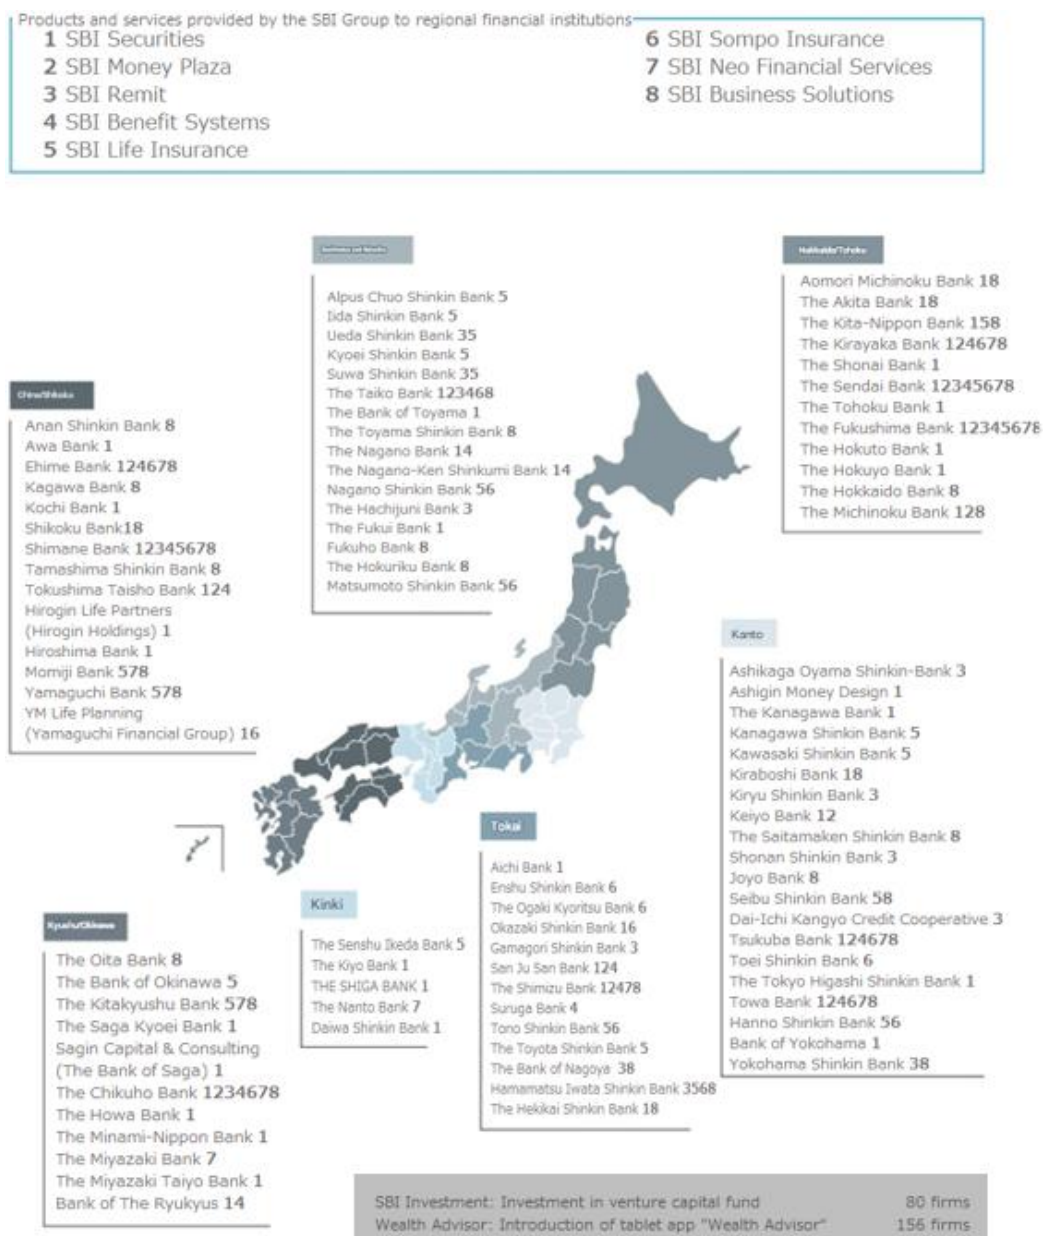 Products and services provided by the SBI Group to regional financial institutions
1 SBI Securities
2 SBI Money Plaza
3 SBI Remit
4 SBI Benefit Systems
5 SBI Life Insurance
6 SBI Sompo Insurance
7 SBI Neo Financial Services
8 SBI Business Solutions
Hokkaido/Tohoku
Aomori Michinoku Bank 18
The Akita Bank 18
The Kita-Nippon Bank 158
The Kirayaka Bank 124678
The Shonai Bank 1
The Sendai Bank 12345678
The Tohoku Bank 1
The Fukushima Bank 12345678
The Hokuto Bank 1
The Hokuyo Bank 1
The Hokkaido Bank 8
The Michinoku Bank 128
Alpus Chuo Shinkin Bank 5
Iida Shinkin Bank 5
Ueda Shinkin Bank 35
Kyoei Shinkin Bank 5
Suwa Shinkin Bank 35
The Taiko Bank 123468
The Bank of Toyama 1
The Toyama Shinkin Bank 8
The Nagano Bank 14
The Nagano-Ken Shinkumi Bank 14
Nagano Shinkin Bank 56
The Hachijuni Bank 3
The Fukui Bank 1
Fukuho Bank 8
The Hokuriku Bank 8
Matsumoto Shinkin Bank 56
Anan Shinkin Bank 8
Awa Bank 1
Ehime Bank 124678
Kagawa Bank 8
Kochi Bank 1
Shikoku Bank18
Shimane Bank 12345678
Tamashima Shinkin Bank 8
Tokushima Taisho Bank 124
Hirogin Life Partners
(Hirogin Holdings) 1
Hiroshima Bank 1
Momiji Bank 578
Yamaguchi Bank 578
YM Life Planning
(Yamaguchi Financial Group) 16
Kanto
Ashikaga Oyama Shinkin-Bank 3
Ashigin Money Design 1
The Kanagawa Bank 1
Kanagawa Shinkin Bank 5
Kawasaki Shinkin Bank 5
Kiraboshi Bank 18
Kiryu Shinkin Bank 3
Keiyo Bank 12
The Saitamaken Shinkin Bank 8
Shonan Shinkin Bank 3
Joyo Bank 8
Seibu Shinkin Bank 58
Dai-Ichi Kangyo Credit Cooperative 3
Tsukuba Bank 124678
Toei Shinkin Bank 6
The Tokyo Higashi Shinkin Bank 1
Towa Bank 124678
Hanno Shinkin Bank 56
Bank of Yokohama 1
Yokohama Shinkin Bank 38
Tokai
Aichi Bank 1
Enshu Shinkin Bank 6
The Ogaki Kyoritsu Bank 6
Okazaki Shinkin Bank 16
Gamagori Shinkin Bank 3
San Ju San Bank 124
The Shimizu Bank 12478
Suruga Bank 4
Tono Shinkin Bank 56
The Toyota Shinkin Bank 5
The Bank of Nagoya 38
Hamamatsu Iwata Shinkin Bank 3568
The Hekikai Shinkin Bank 18
Kinki
The Senshu Ikeda Bank 5
The Kiyo Bank 1
THE SHIGA BANK 1
The Nanto Bank 7
Daiwa Shinkin Bank 1
Kyushu/Okinawa
The Oita Bank 8
The Bank of Okinawa 5
The Kitakyushu Bank 578
The Saga Kyoei Bank 1
Sagin Capital & Consulting
(The Bank of Saga) 1
The Chikuho Bank 1234678
The Howa Bank 1
The Minami-Nippon Bank 1
The Miyazaki Bank 7
The Miyazaki Taiyo Bank 1
Bank of The Ryukyus 14
SBI Investment: Investment in venture capital fund 80 firms
Wealth Advisor: Introduction of tablet app "Wealth Advisor" 156 firms